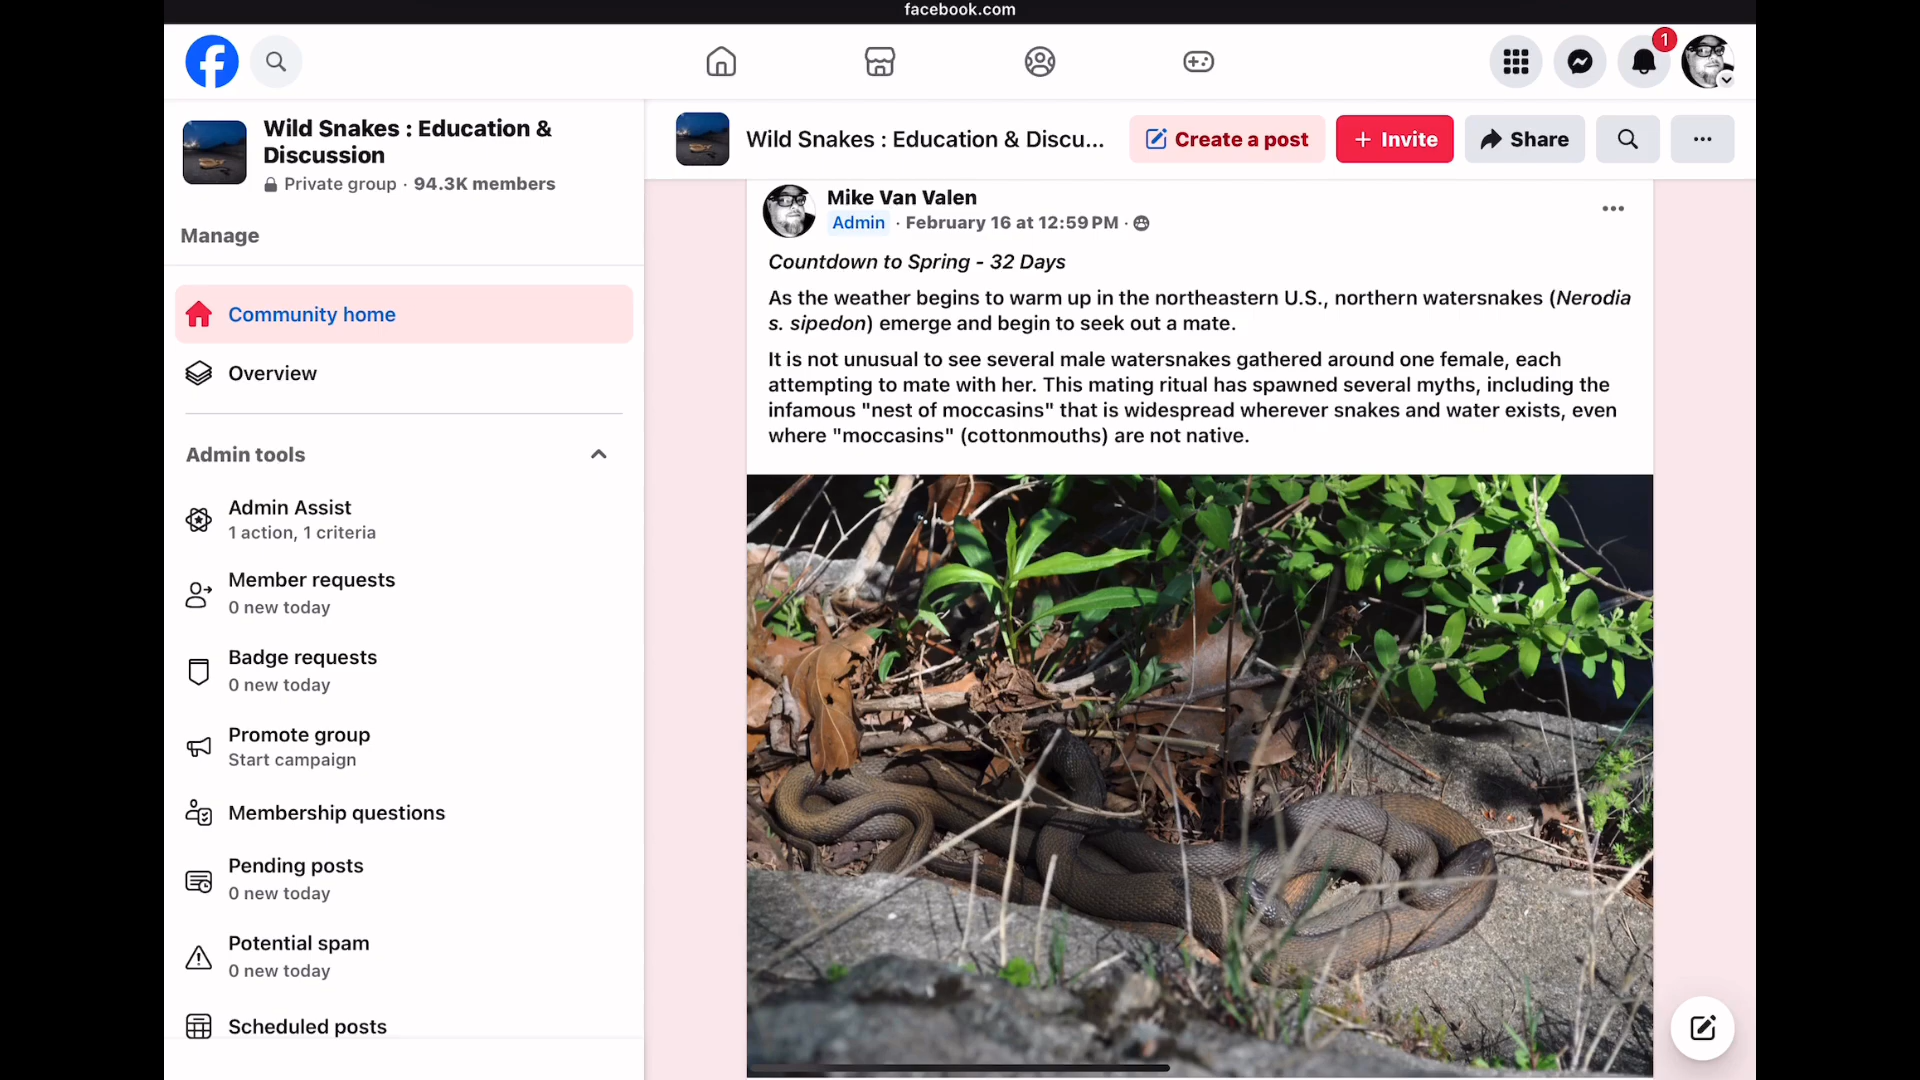 facebook.com
1
Wild Snakes : Education &
Discussion
Private group · 94.3K members
Manage
Community home
Overview
Admin tools
Admin Assist
1 action, 1 criteria
Member requests
0 new today
Badge requests
0 new today
Promote group
Start campaign
Membership questions
Pending posts
0 new today
Potential spam
0 new today
Scheduled posts
Wild Snakes : Education & Discu...
Create a post
+ Invite
Share
Mike Van Valen
Admin · February 16 at 12:59 PM ·
Countdown to Spring - 32 Days
As the weather begins to warm up in the northeastern U.S., northern watersnakes (Nerodia
s. sipedon) emerge and begin to seek out a mate.
It is not unusual to see several male watersnakes gathered around one female, each
attempting to mate with her. This mating ritual has spawned several myths, including the
infamous "nest of moccasins" that is widespread wherever snakes and water exists, even
where "moccasins" (cottonmouths) are not native.